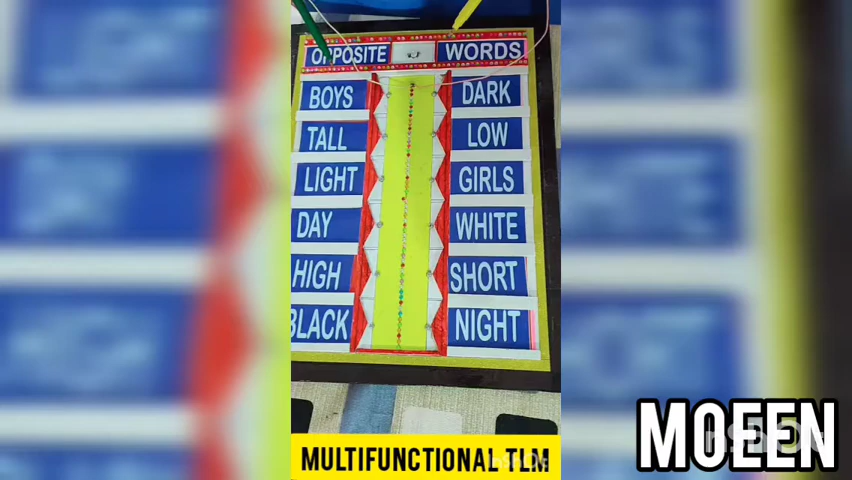 OPPOSITE WORDS
BOYS DARK
TALL LOW
LIGHT GIRLS
DAY WHITE
HIGH SHORT
BLACK NIGHT
MULTIFUNCTIONAL TLM
MOEEN